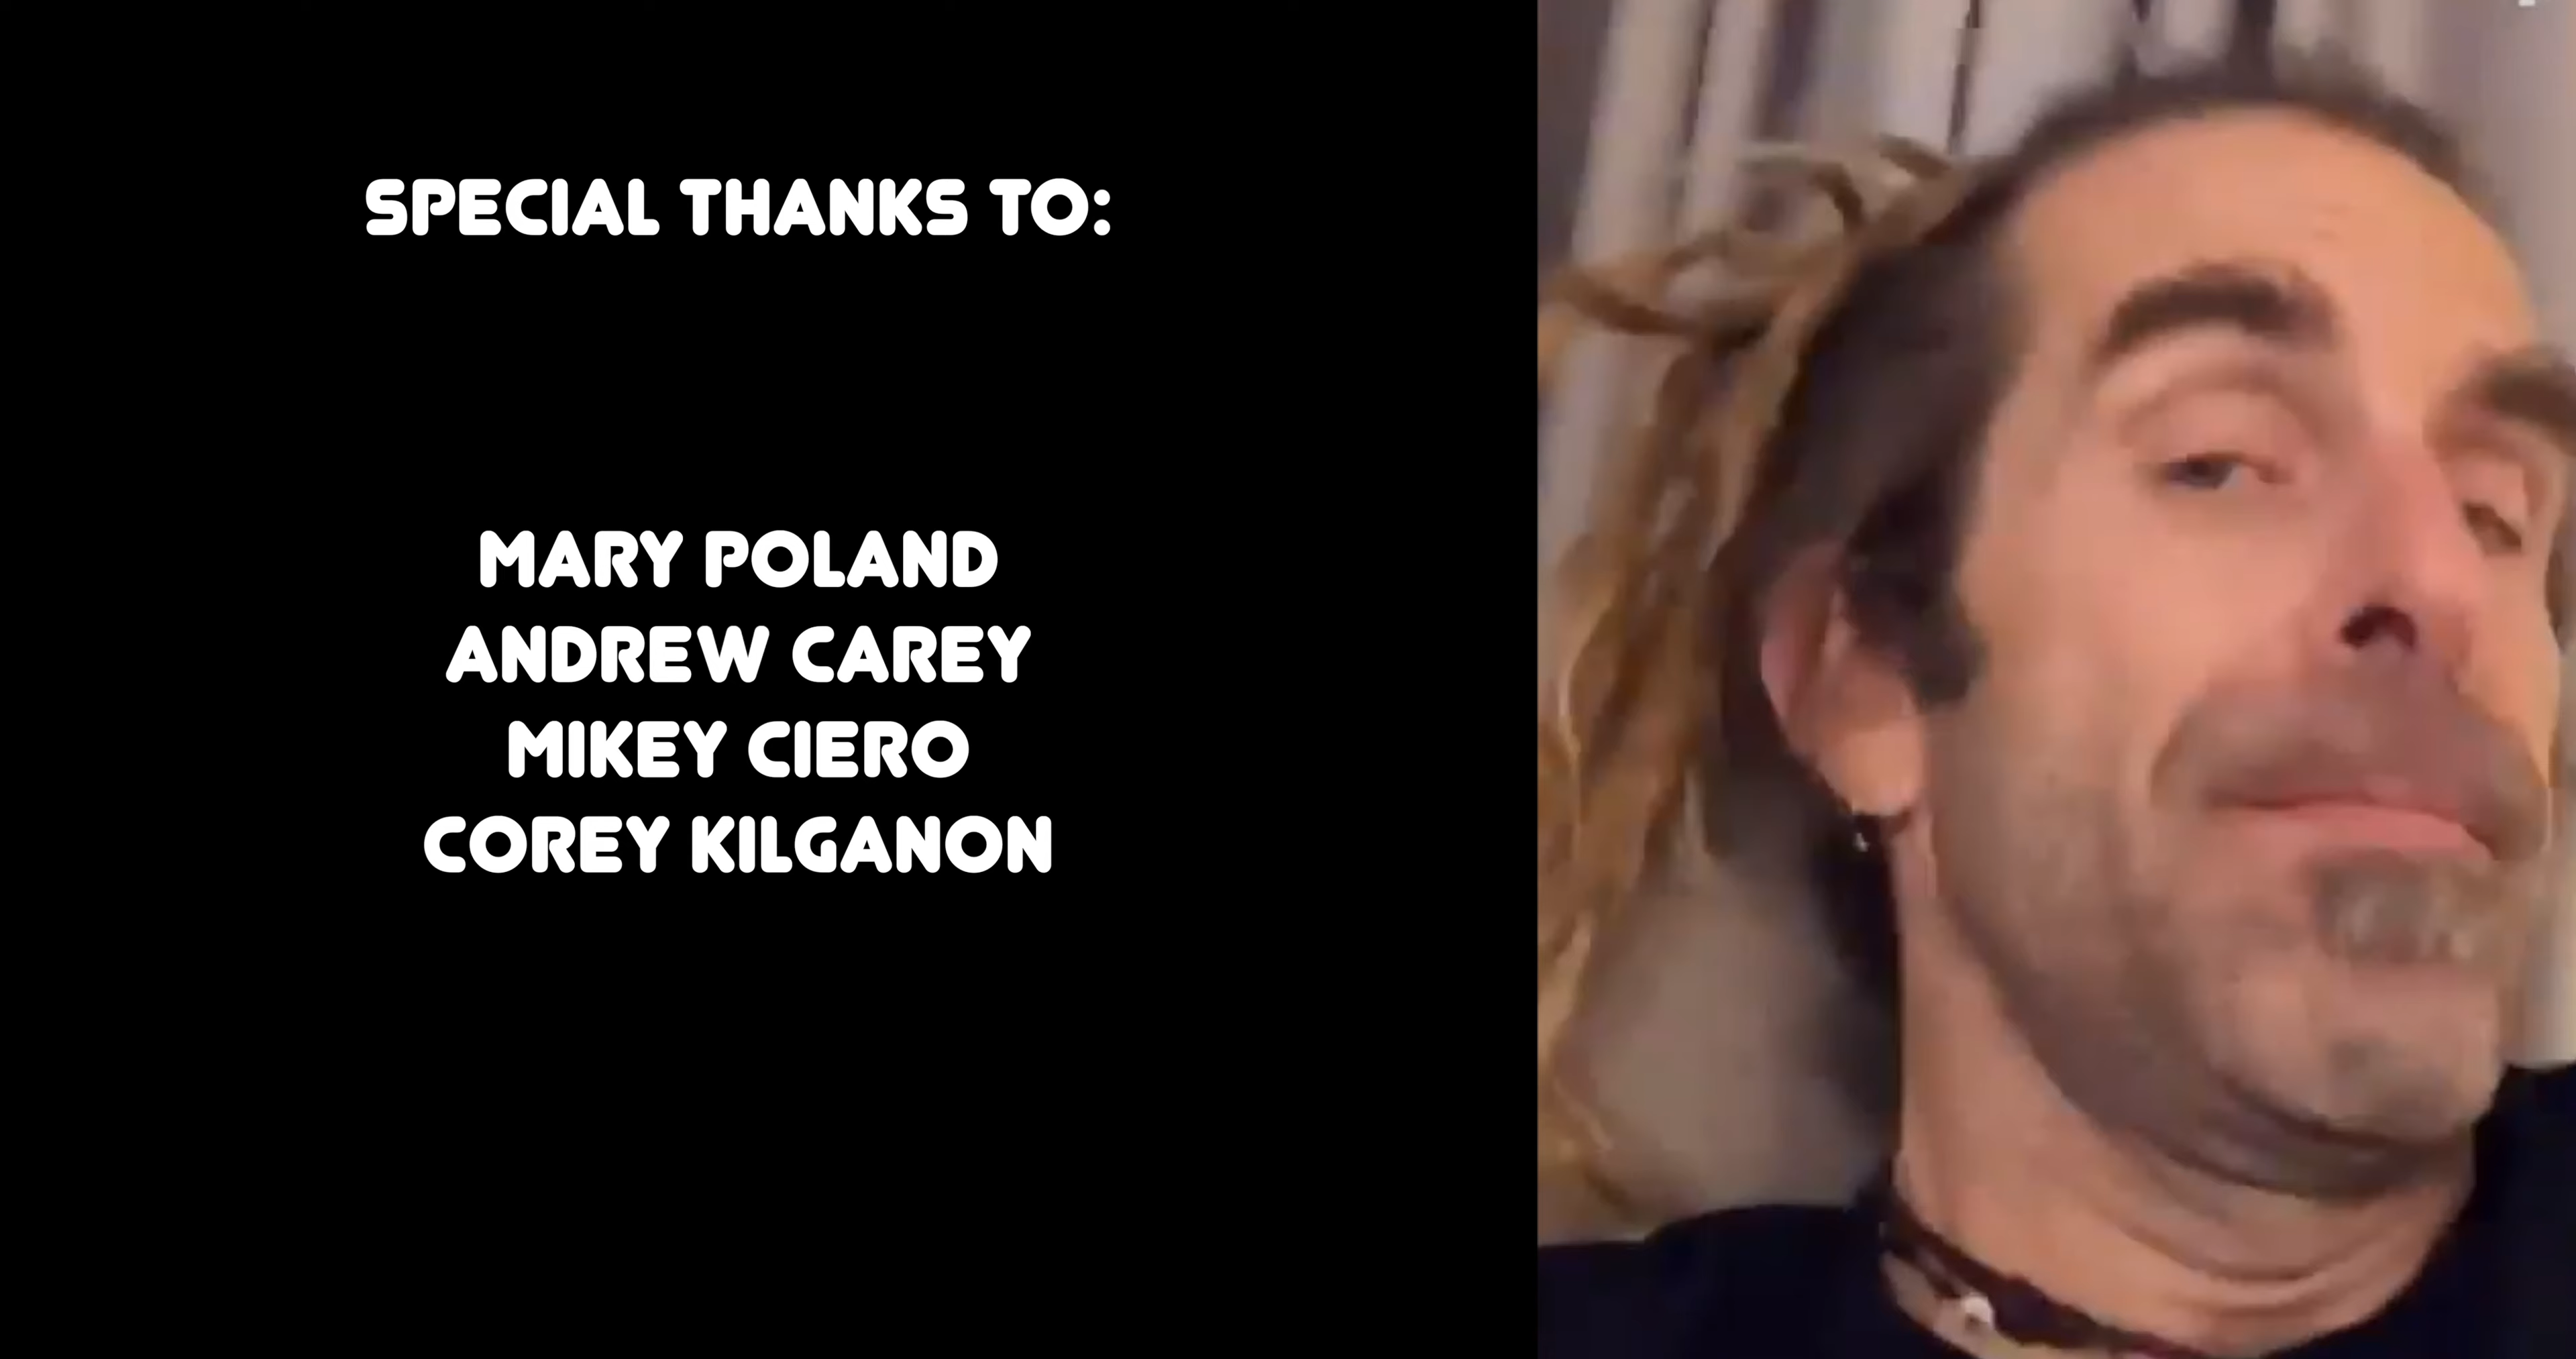 SPECIAL THANKS TO:
MARY POLAND
ANDREW CAREY
MIKEY CIERO
COREY KILGANON